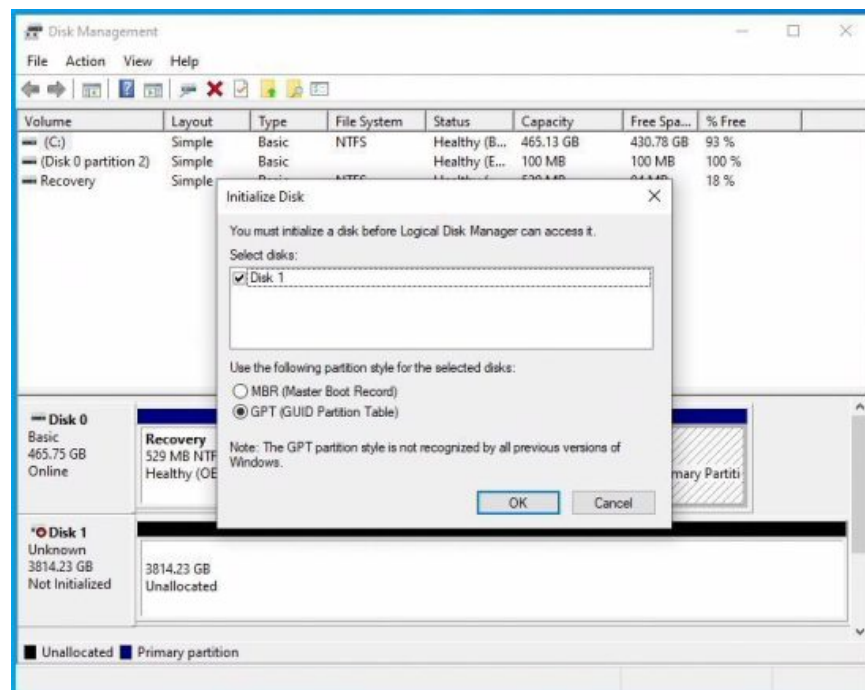 Disk Management
File Action View Help
Volume Layout Type File System Status Capacity Free Spa... % Free
(C:) Simple Basic NTFS Healthy (B... 465.13 GB 430.78 GB 93 %
(Disk 0 partition 2) Simple Basic Healthy (E... 100 MB 100 MB 100 %
Recovery Simple 18 %
Initialize Disk
You must initialize a disk before Logical Disk Manager can access it.
Select disks:
Disk 1
Use the following partition style for the selected disks:
MBR (Master Boot Record)
GPT (GUID Partition Table)
Note: The GPT partition style is not recognized by all previous versions of
Windows.
OK Cancel
Disk 0
Basic
465.75 GB
Online
Recovery
529 MB NTF
Healthy (OE
mary Partiti
Disk 1
Unknown
3814.23 GB
Not Initialized
3814.23 GB
Unallocated
Unallocated Primary partition